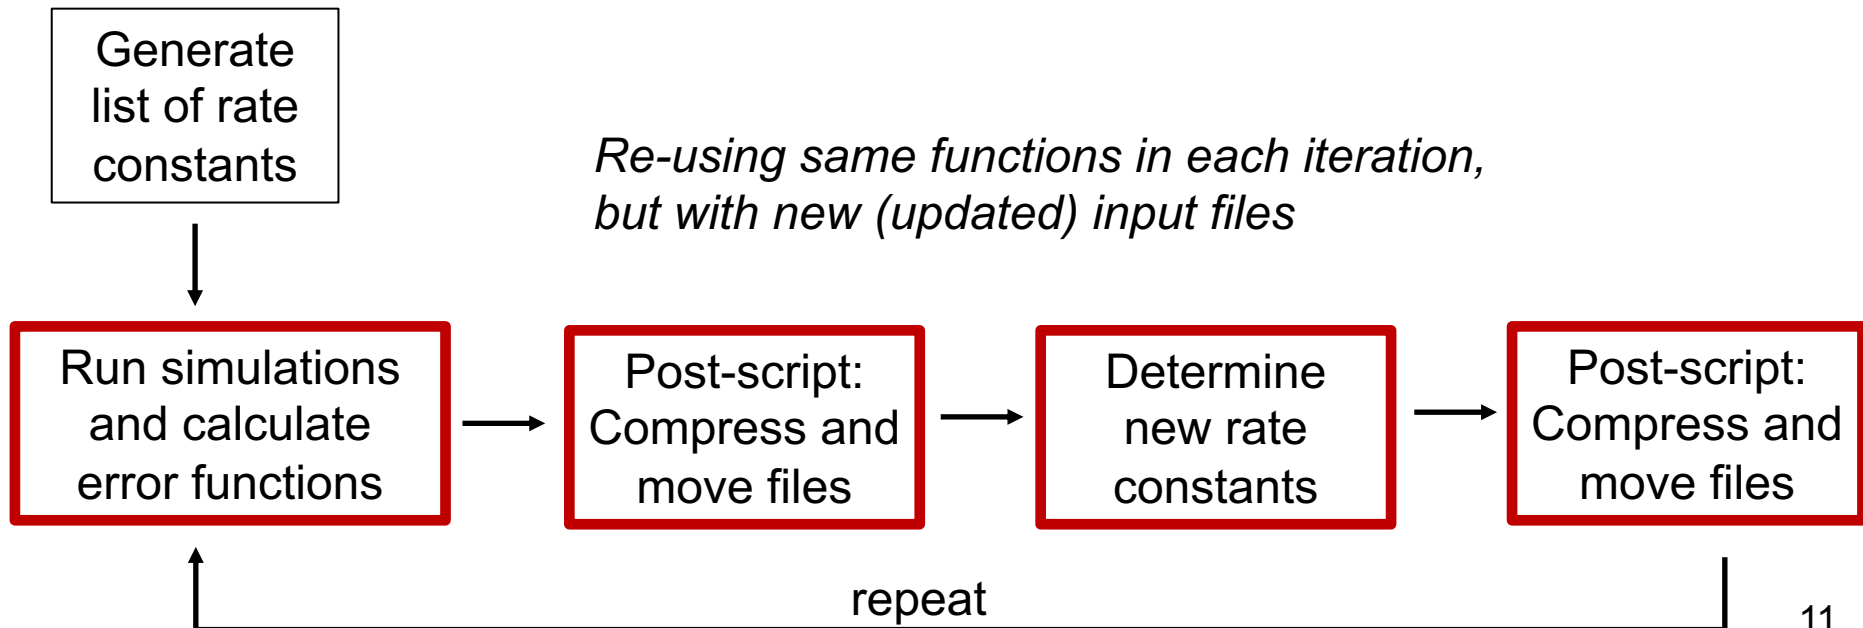 Generate
list of rate
constants
Re-using same functions in each iteration,
but with new (updated) input files
Run simulations
and calculate
error functions
Post-script:
Compress and
move files
Determine
new rate
constants
Post-script:
Compress and
move files
repeat
11